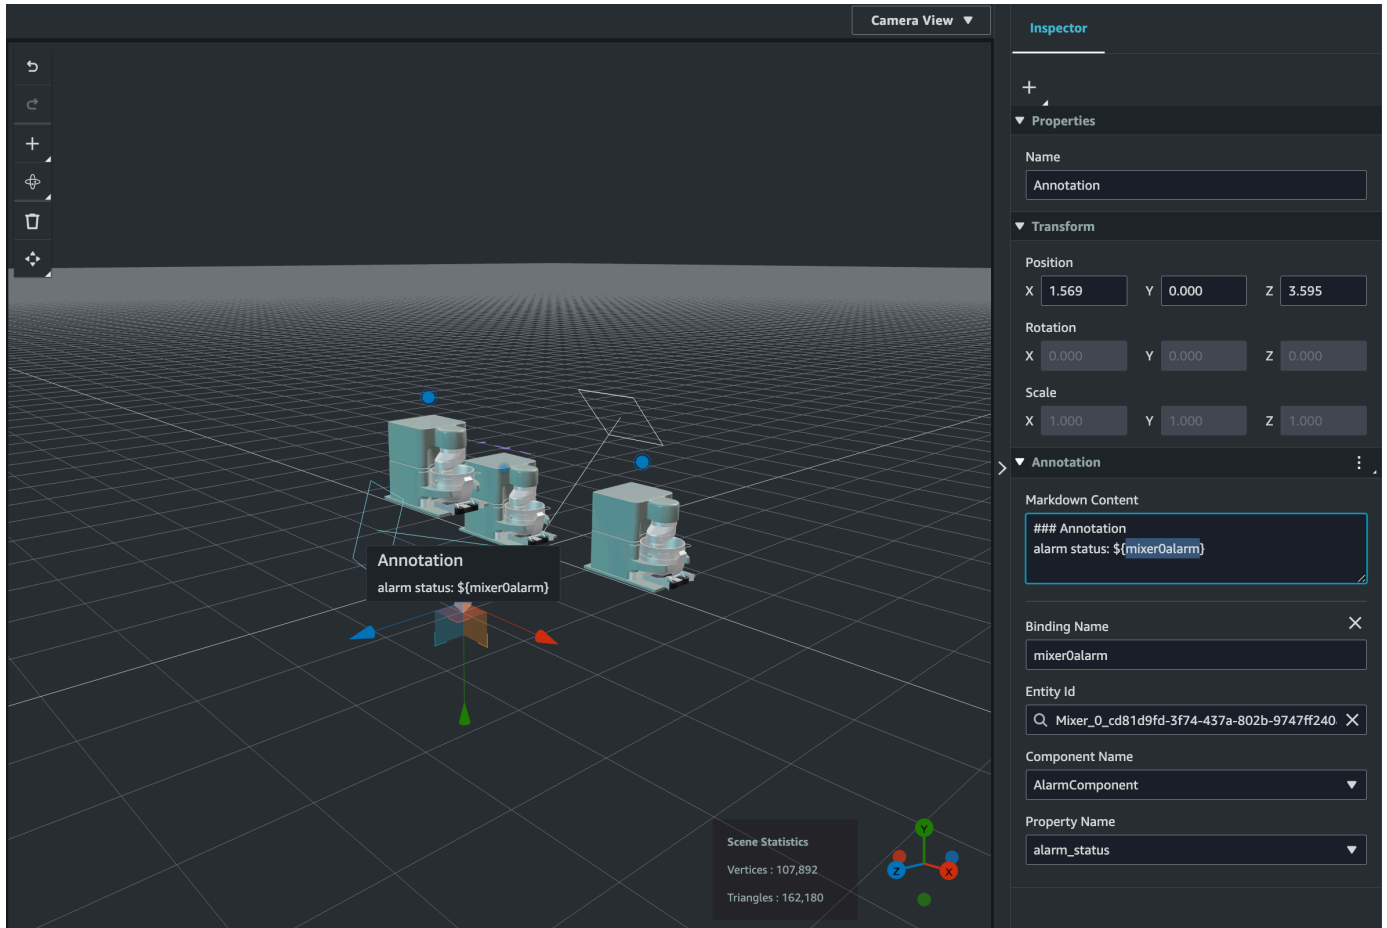 Camera View
Inspector
Properties
Name
Annotation
Transform
Position
X 1.569 Y 0.000 Z 3.595
Rotation
X 0.000 Y 0.000 Z 0.000
Scale
X 1.000 Y 1.000 Z 1.000
Annotation
Markdown Content
### Annotation
alarm status: ${mixer0alarm}
Binding Name
mixer0alarm
Entity Id
Mixer_0_cd81d9fd-3f74-437a-802b-9747ff240
Component Name
AlarmComponent
Property Name
alarm_status
Annotation
alarm status: ${mixer0alarm}
Scene Statistics
Vertices : 107,892
Triangles : 162,180
Y
Z
X